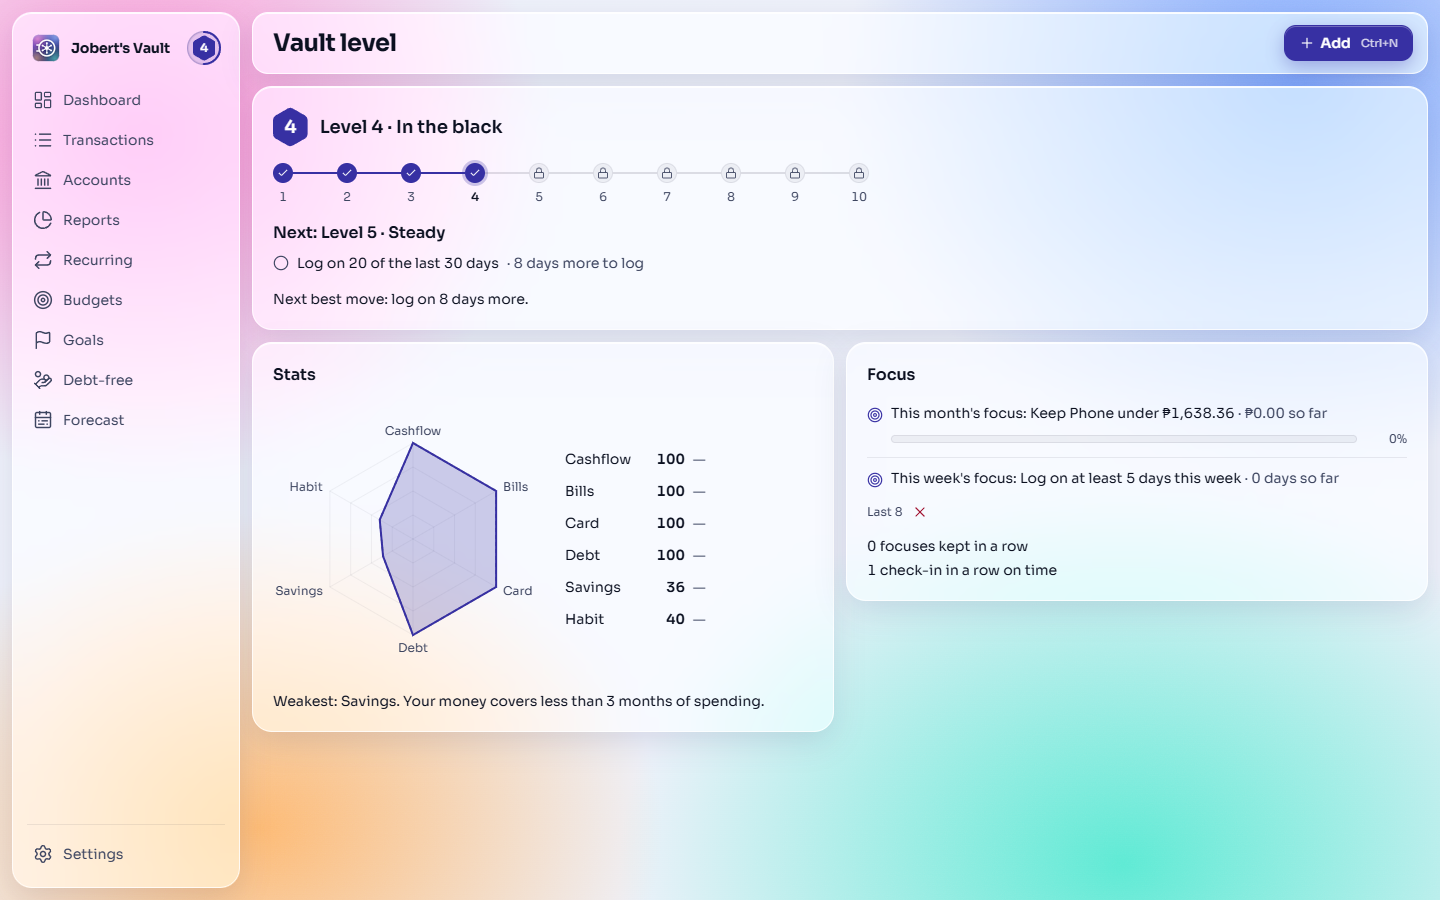 Jobert's Vault 4
Dashboard
Transactions
Accounts
Reports
Recurring
Budgets
Goals
Debt-free
Forecast
Settings
Vault level
Add Ctrl+N
4 Level 4 · In the black
1 2 3 4 5 6 7 8 9 10
Next: Level 5 · Steady
Log on 20 of the last 30 days · 8 days more to log
Next best move: log on 8 days more.
Stats
Cashflow
Habit
Bills
Savings
Card
Debt
Cashflow 100 —
Bills 100 —
Card 100 —
Debt 100 —
Savings 36 —
Habit 40 —
Weakest: Savings. Your money covers less than 3 months of spending.
Focus
This month's focus: Keep Phone under ₱1,638.36 · ₱0.00 so far
0%
This week's focus: Log on at least 5 days this week · 0 days so far
Last 8
0 focuses kept in a row
1 check-in in a row on time